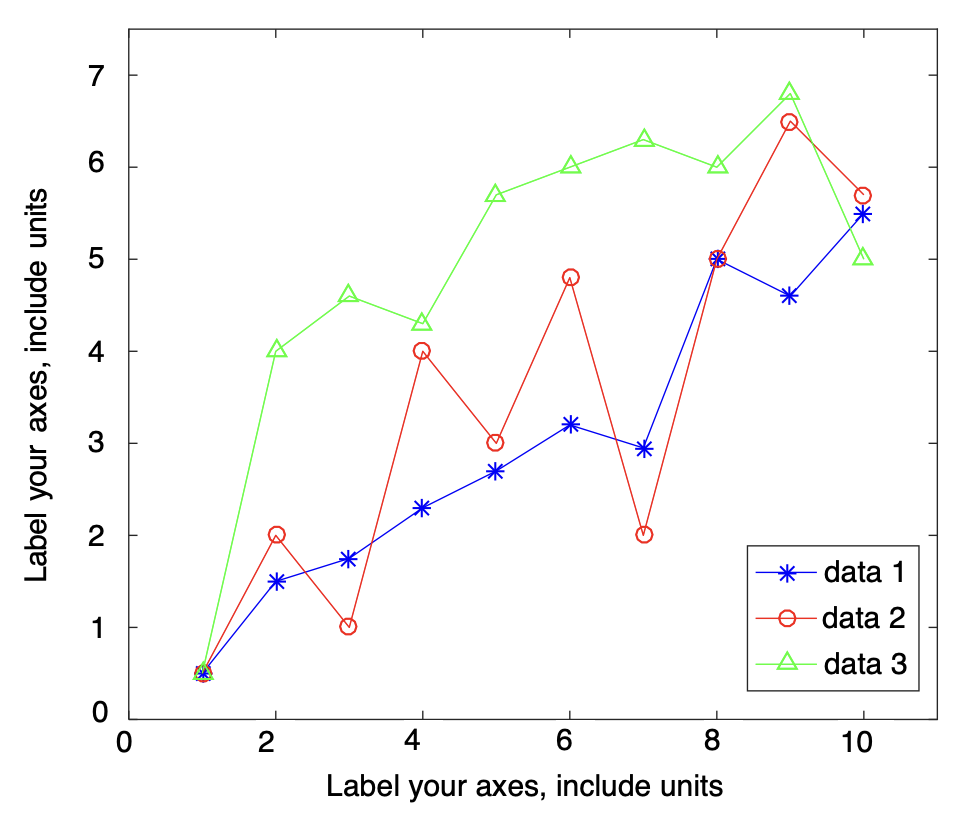 7
6
5
4
3
2
1
0
Label your axes, include units
data 1
data 2
data 3
0 2 4 6 8 10
Label your axes, include units